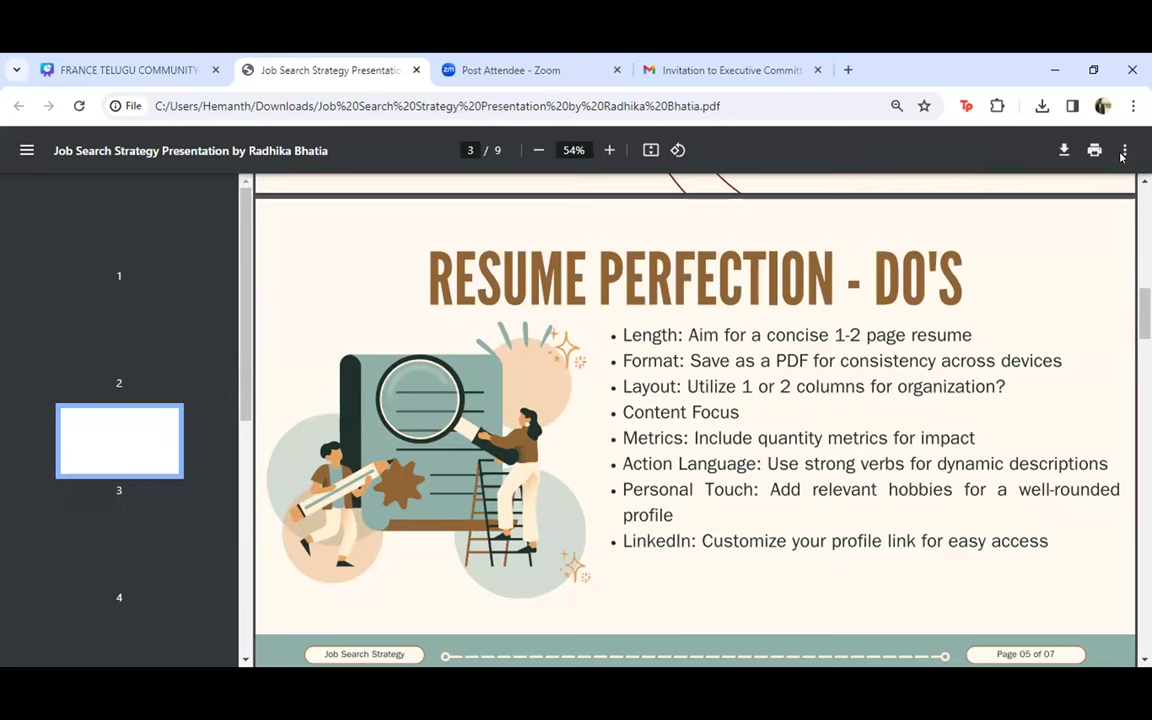 FRANCE TELUGU COMMUNITY
Job Search Strategy Presentatio
zm
Post Attendee - Zoom
Invitation to Executive Committ
File
C:/Users/Hemanth/Downloads/Job%20Search%20Strategy%20Presentation%20by%20Radhika%20Bhatia.pdf
Tp
Job Search Strategy Presentation by Radhika Bhatia
3 / 9
54%
1
2
3
4
RESUME PERFECTION - DO'S
• Length: Aim for a concise 1-2 page resume
• Format: Save as a PDF for consistency across devices
• Layout: Utilize 1 or 2 columns for organization?
• Content Focus
• Metrics: Include quantity metrics for impact
• Action Language: Use strong verbs for dynamic descriptions
• Personal Touch: Add relevant hobbies for a well-rounded
profile
• LinkedIn: Customize your profile link for easy access
Job Search Strategy
Page 05 of 07